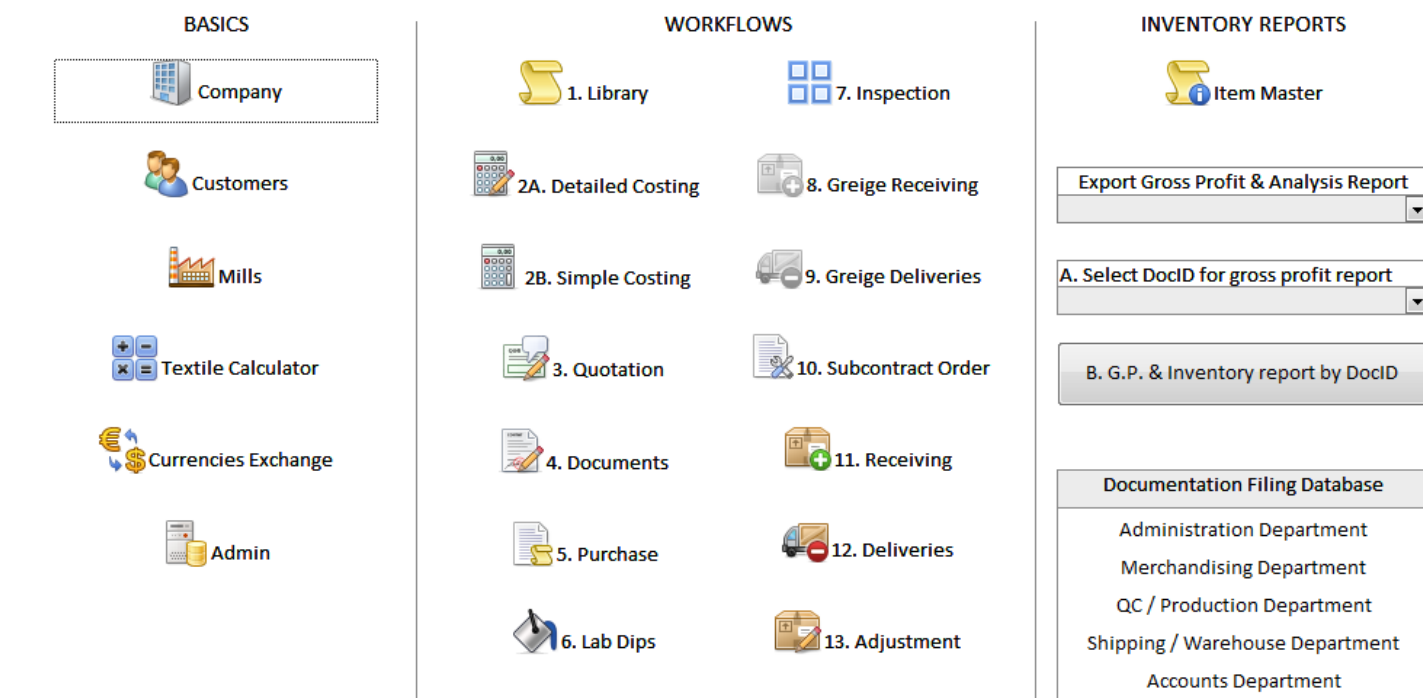 BASICS
Company
Customers
Mills
Textile Calculator
Currencies Exchange
Admin
WORKFLOWS
1. Library
2A. Detailed Costing
2B. Simple Costing
3. Quotation
4. Documents
5. Purchase
6. Lab Dips
7. Inspection
8. Greige Receiving
9. Greige Deliveries
10. Subcontract Order
11. Receiving
12. Deliveries
13. Adjustment
INVENTORY REPORTS
Item Master
Export Gross Profit & Analysis Report
A. Select DocID for gross profit report
B. G.P. & Inventory report by DocID
Documentation Filing Database
Administration Department
Merchandising Department
QC / Production Department
Shipping / Warehouse Department
Accounts Department